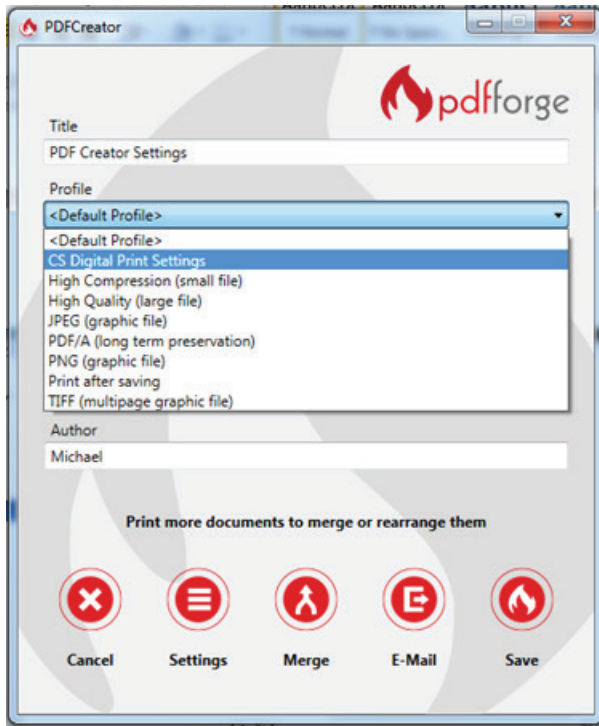 PDFCreator
pdfforge
Title
PDF Creator Settings
Profile
<Default Profile>
<Default Profile>
CS Digital Print Settings
High Compression (small file)
High Quality (large file)
JPEG (graphic file)
PDF/A (long term preservation)
PNG (graphic file)
Print after saving
TIFF (multipage graphic file)
Author
Michael
Print more documents to merge or rearrange them
Cancel Settings Merge E-Mail Save